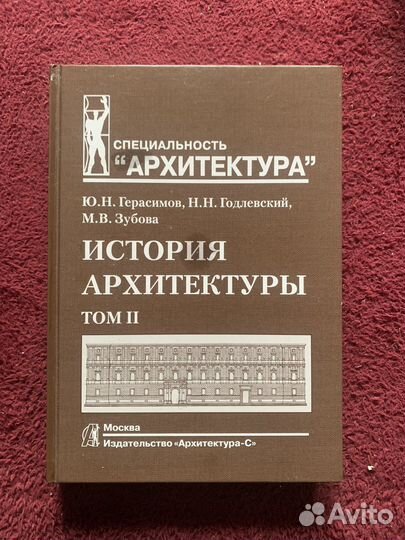 СПЕЦИАЛЬНОСТЬ
"АРХИТЕКТУРА"
Ю.Н. Герасимов, Н.Н. Годлевский,
М.В. Зубова
ИСТОРИЯ
АРХИТЕКТУРЫ
ТОМ II
Москва
Издательство «Архитектура-С»
Avito